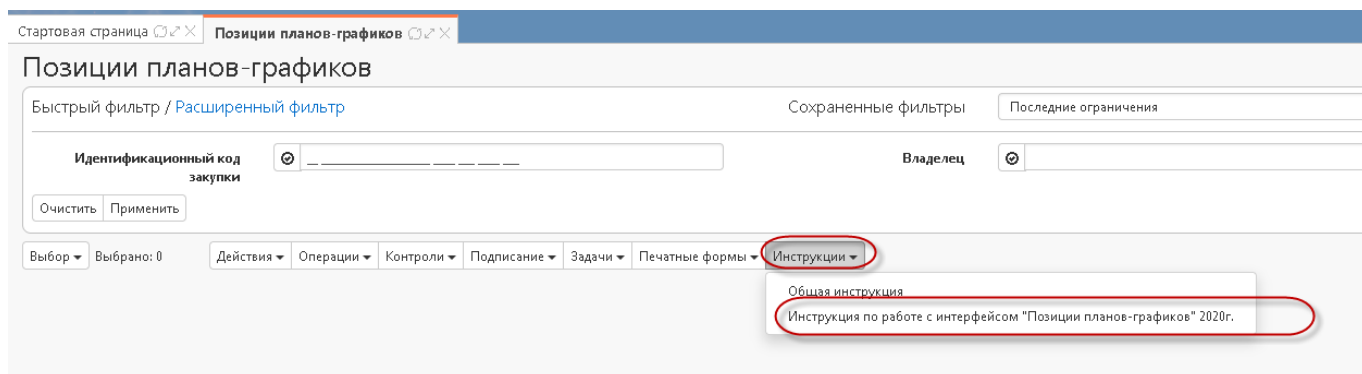 Стартовая страница Позиции планов-графиков
Позиции планов-графиков
Быстрый фильтр / Расширенный фильтр Сохраненные фильтры Последние ограничения
Идентификационный код закупки Владелец
Очистить Применить
Выбор Выбрано: 0 Действия Операции Контроли Подписание Задачи Печатные формы Инструкции
Общая инструкция
Инструкция по работе с интерфейсом "Позиции планов-графиков" 2020г.